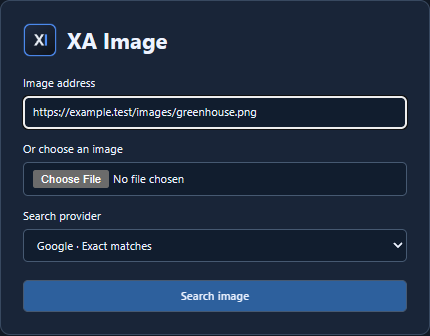 XI XA Image
Image address
https://example.test/images/greenhouse.png
Or choose an image
Choose File No file chosen
Search provider
Google · Exact matches
Search image